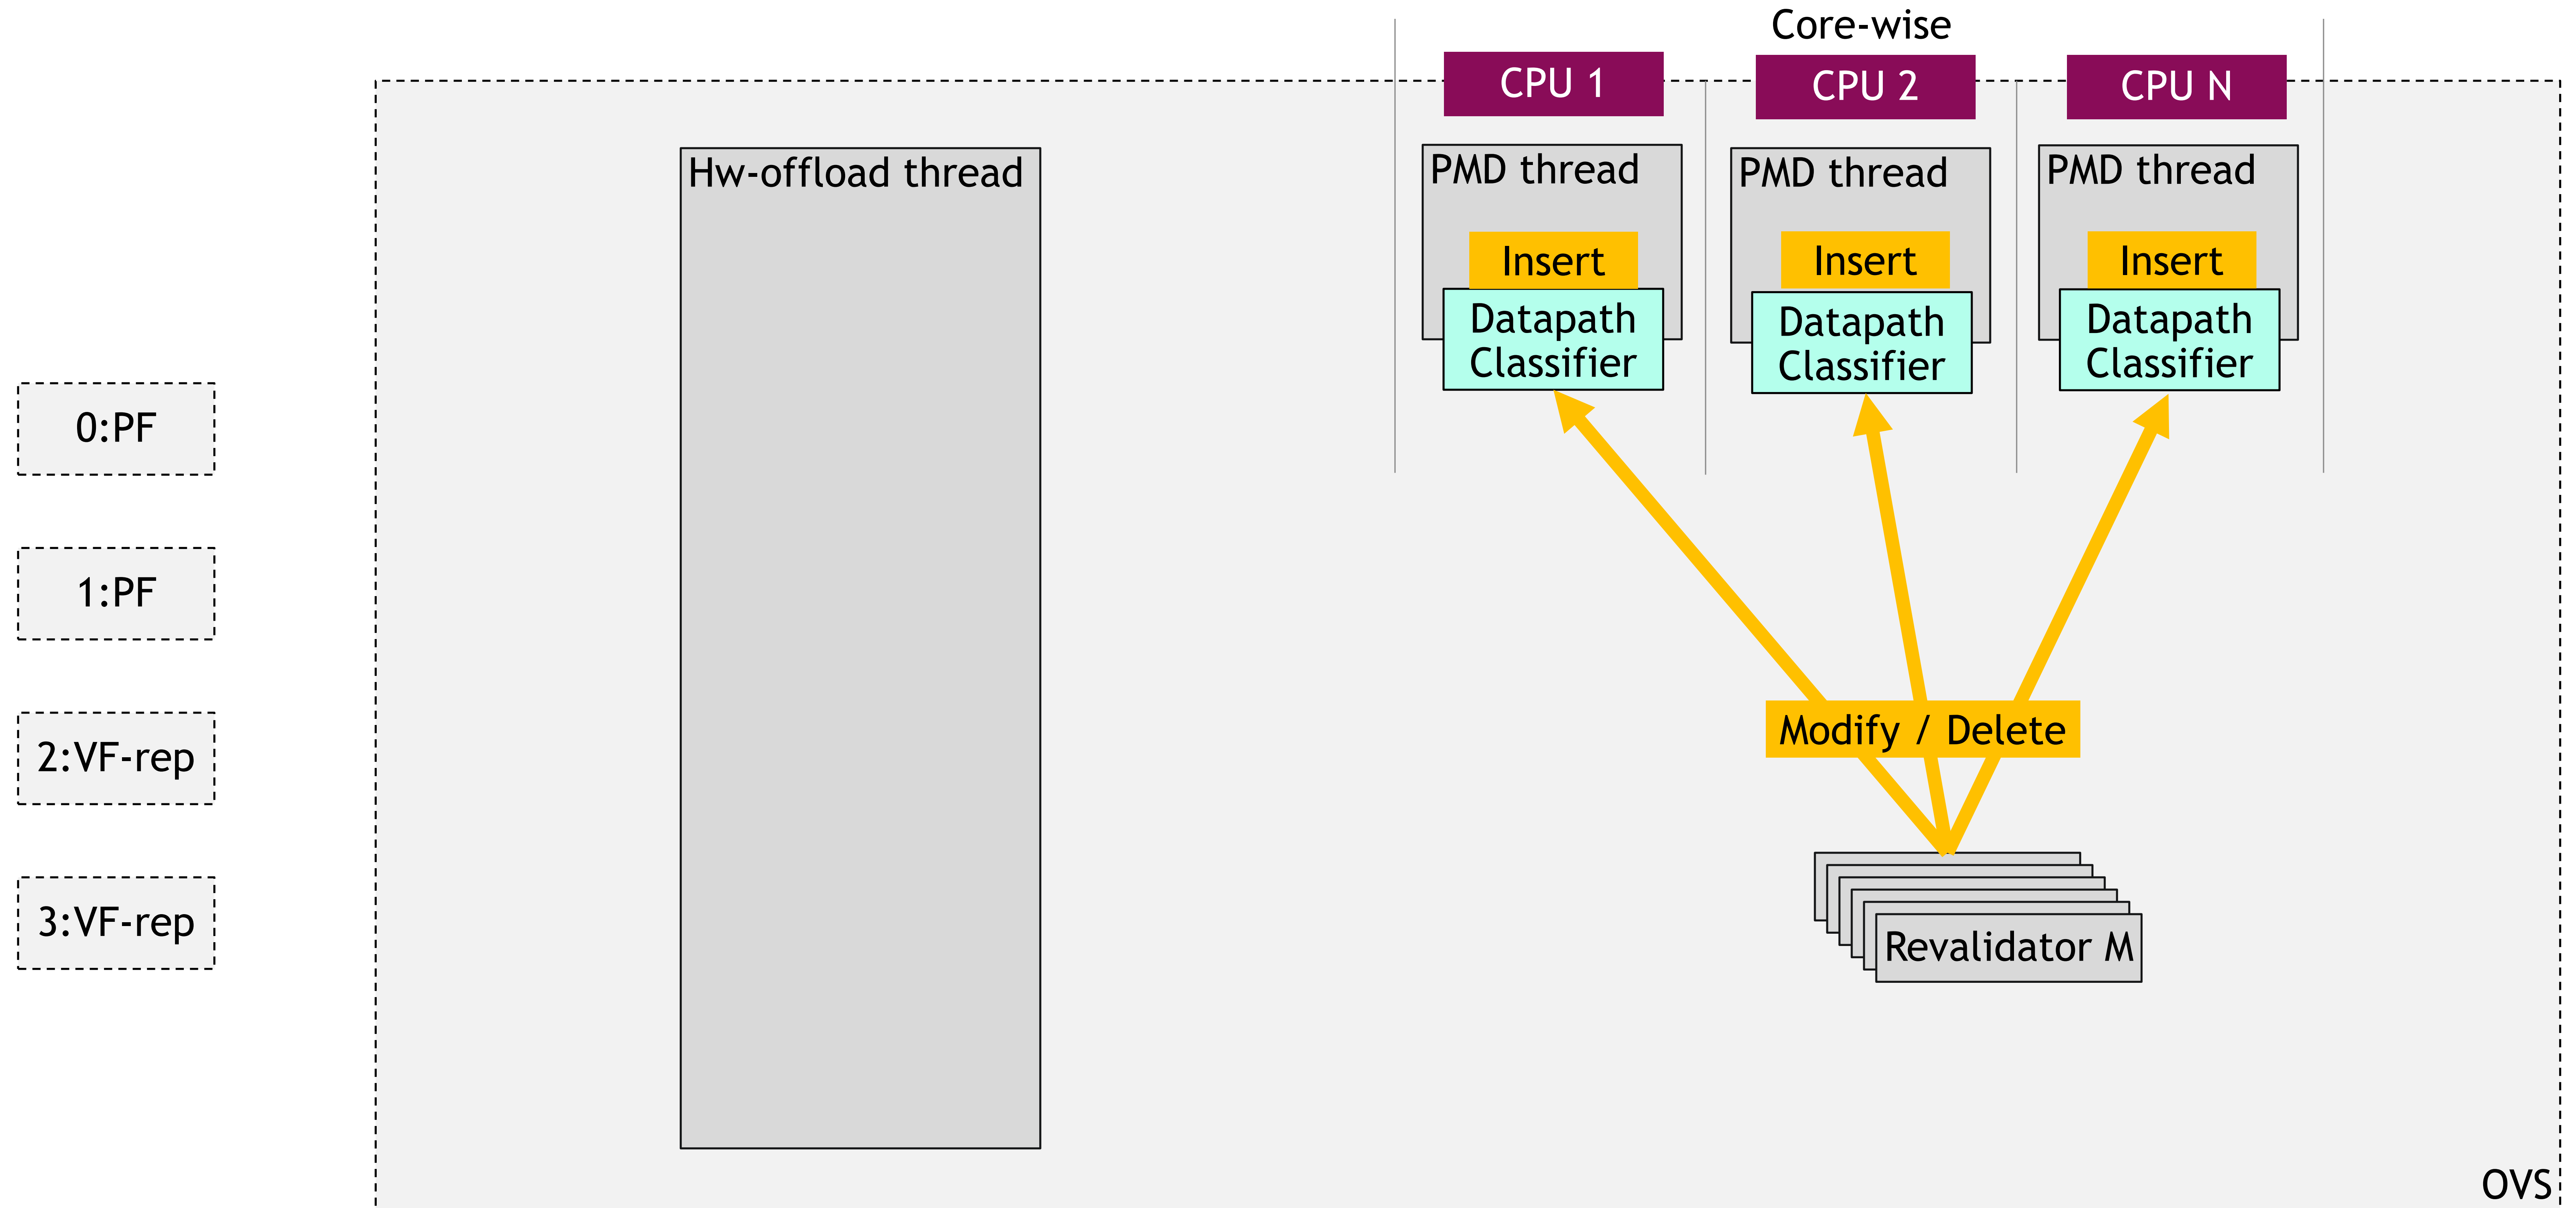 Core-wise
CPU 1
CPU 2
CPU N
Hw-offload thread
PMD thread
PMD thread
PMD thread
Insert
Insert
Insert
Datapath
Classifier
Datapath
Classifier
Datapath
Classifier
0:PF
1:PF
2:VF-rep
3:VF-rep
Modify / Delete
Revalidator M
OVS